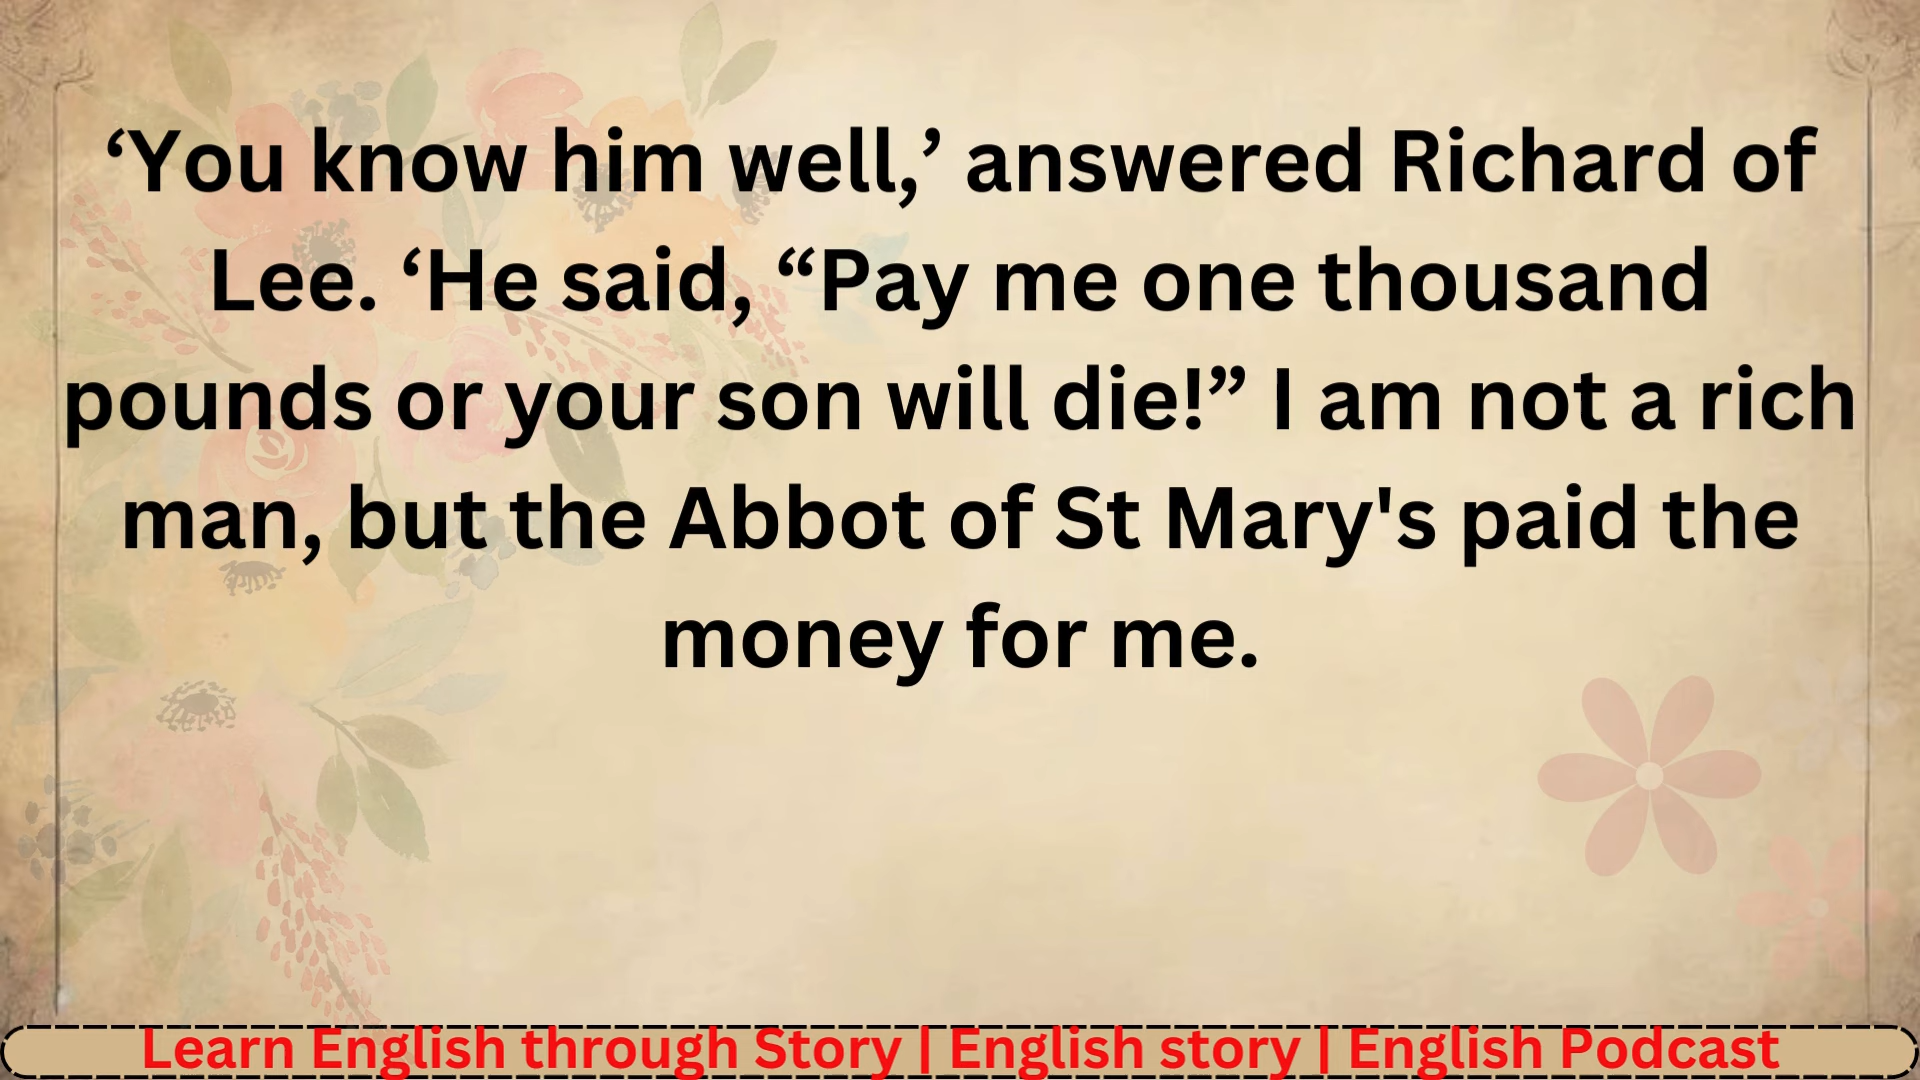 ‘You know him well,’ answered Richard of
Lee. ‘He said, “Pay me one thousand
pounds or your son will die!” I am not a rich
man, but the Abbot of St Mary's paid the
money for me.
Learn English through Story | English story | English Podcast